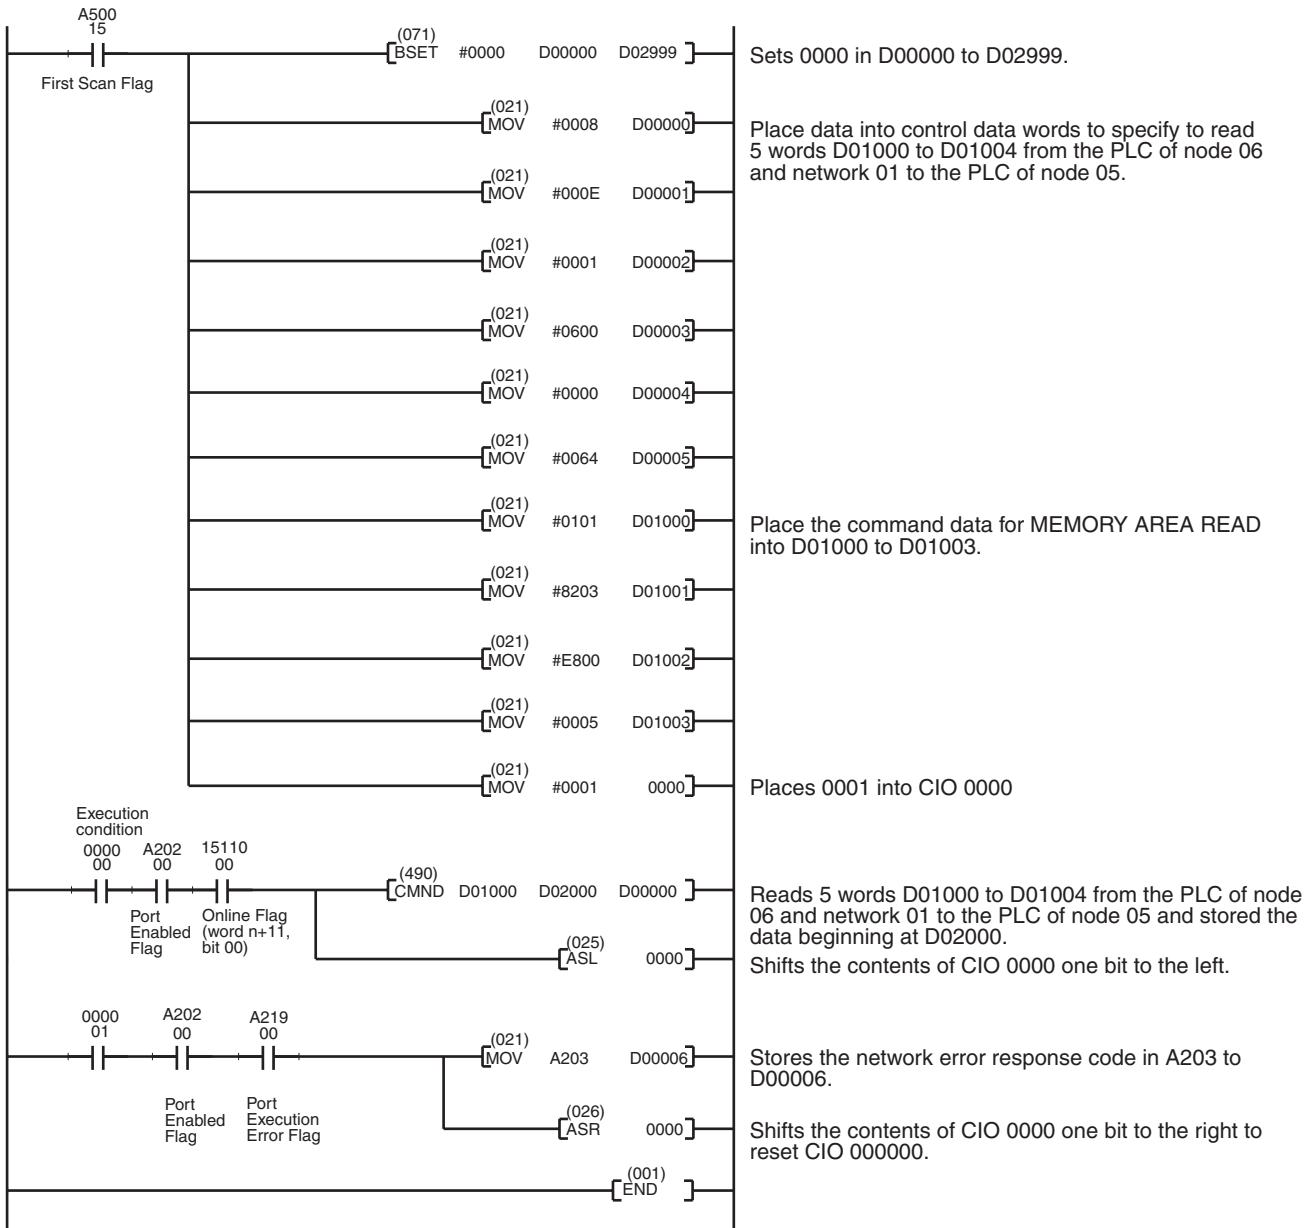 A500
15
First Scan Flag
(071)
BSET #0000 D00000 D02999
Sets 0000 in D00000 to D02999.
(021)
MOV #0008 D00000
Place data into control data words to specify to read
5 words D01000 to D01004 from the PLC of node 06
and network 01 to the PLC of node 05.
(021)
MOV #000E D00001
(021)
MOV #0001 D00002
(021)
MOV #0600 D00003
(021)
MOV #0000 D00004
(021)
MOV #0064 D00005
(021)
MOV #0101 D01000
Place the command data for MEMORY AREA READ
into D01000 to D01003.
(021)
MOV #8203 D01001
(021)
MOV #E800 D01002
(021)
MOV #0005 D01003
(021)
MOV #0001 0000
Places 0001 into CIO 0000
Execution
condition
0000 A202 15110
00 00 00
Port
Enabled
Flag
Online Flag
(word n+11,
bit 00)
(490)
CMND D01000 D02000 D00000
Reads 5 words D01000 to D01004 from the PLC of node
06 and network 01 to the PLC of node 05 and stored the
data beginning at D02000.
(025)
ASL 0000
Shifts the contents of CIO 0000 one bit to the left.
0000 A202 A219
01 00 00
Port
Enabled
Flag
Port
Execution
Error Flag
(021)
MOV A203 D00006
Stores the network error response code in A203 to
D00006.
(026)
ASR 0000
Shifts the contents of CIO 0000 one bit to the right to
reset CIO 000000.
(001)
END